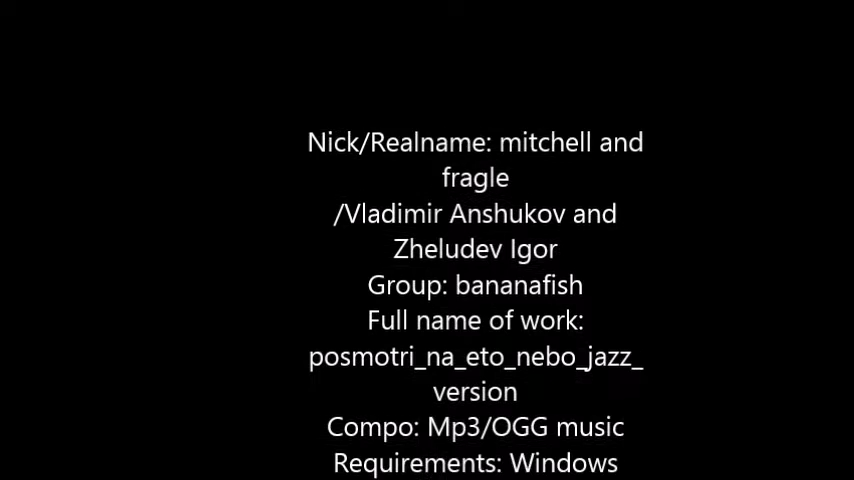 Nick/Realname: mitchell and
fragle
/Vladimir Anshukov and
Zheludev Igor
Group: bananafish
Full name of work:
posmotri_na_eto_nebo_jazz_
version
Compo: Mp3/OGG music
Requirements: Windows